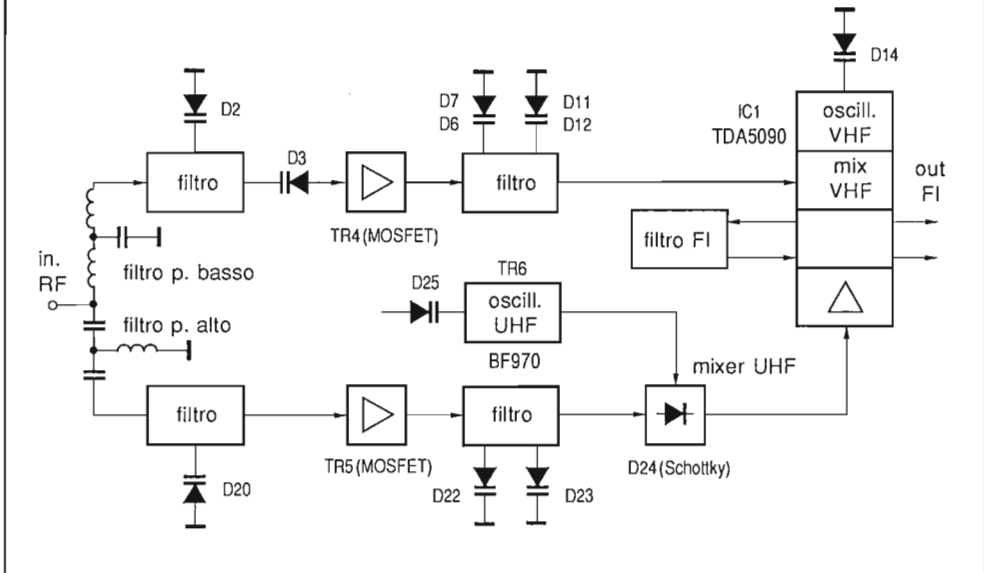 D14
D2
D7
D6
D11
D12
IC1
TDA5090
oscill.
VHF
mix
VHF
out
FI
filtro
D3
TR4(MOSFET)
filtro
filtro FI
in.
RF
filtro p. basso
filtro p. alto
D25
TR6
oscill.
UHF
BF970
mixer UHF
filtro
TR5(MOSFET)
filtro
D24(Schottky)
D20
D22
D23